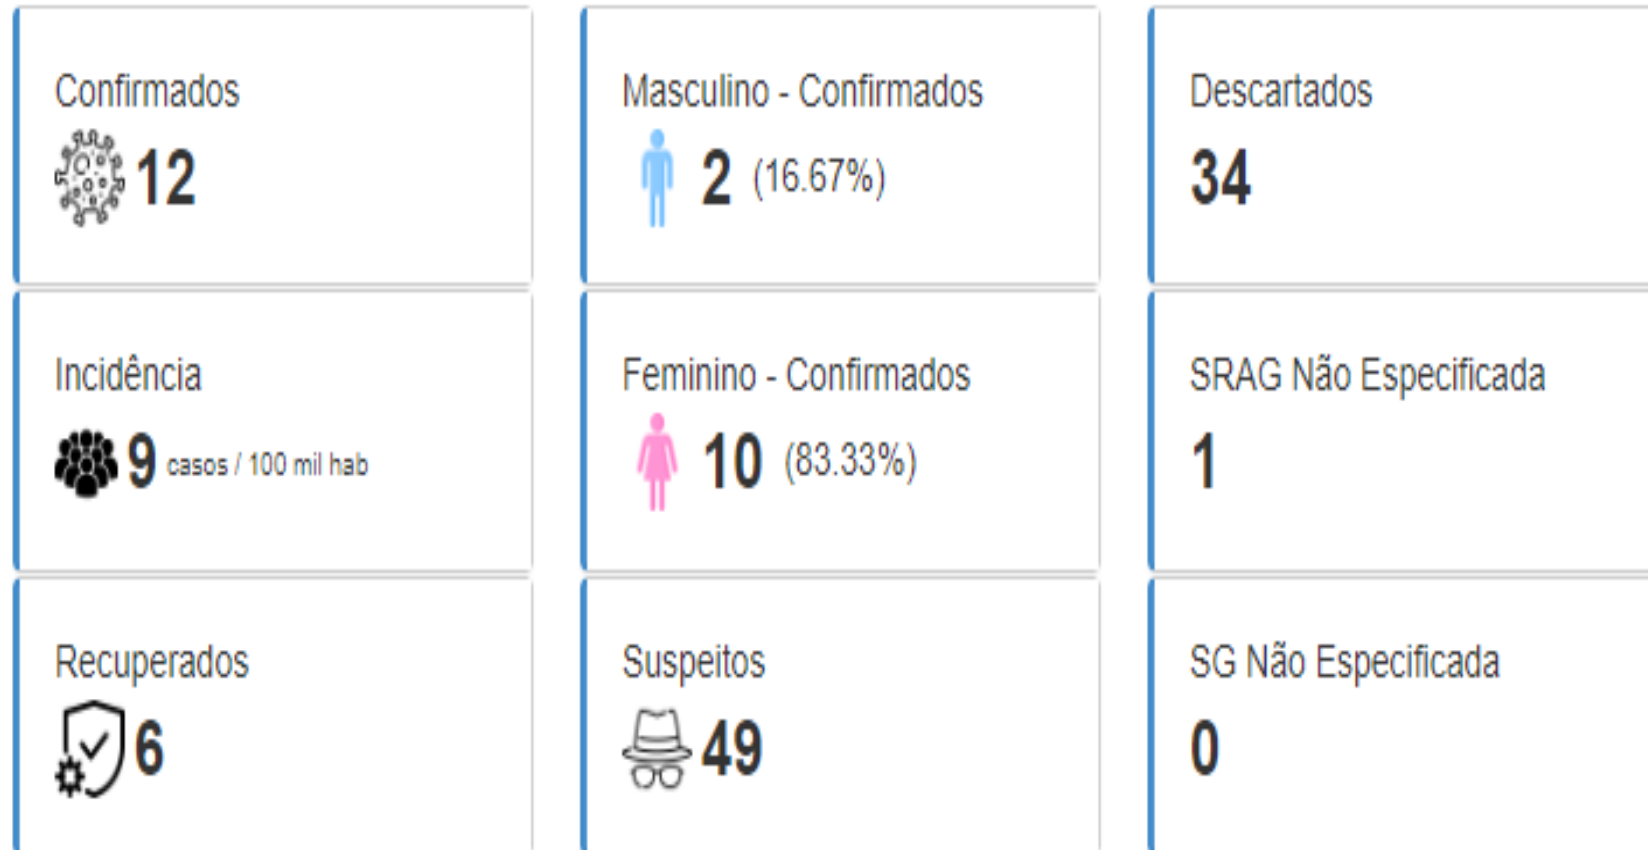 Confirmados
12
Masculino - Confirmados
2 (16.67%)
Descartados
34
Incidência
9 casos / 100 mil hab
Feminino - Confirmados
10 (83.33%)
SRAG Não Especificada
1
Recuperados
6
Suspeitos
49
SG Não Especificada
0